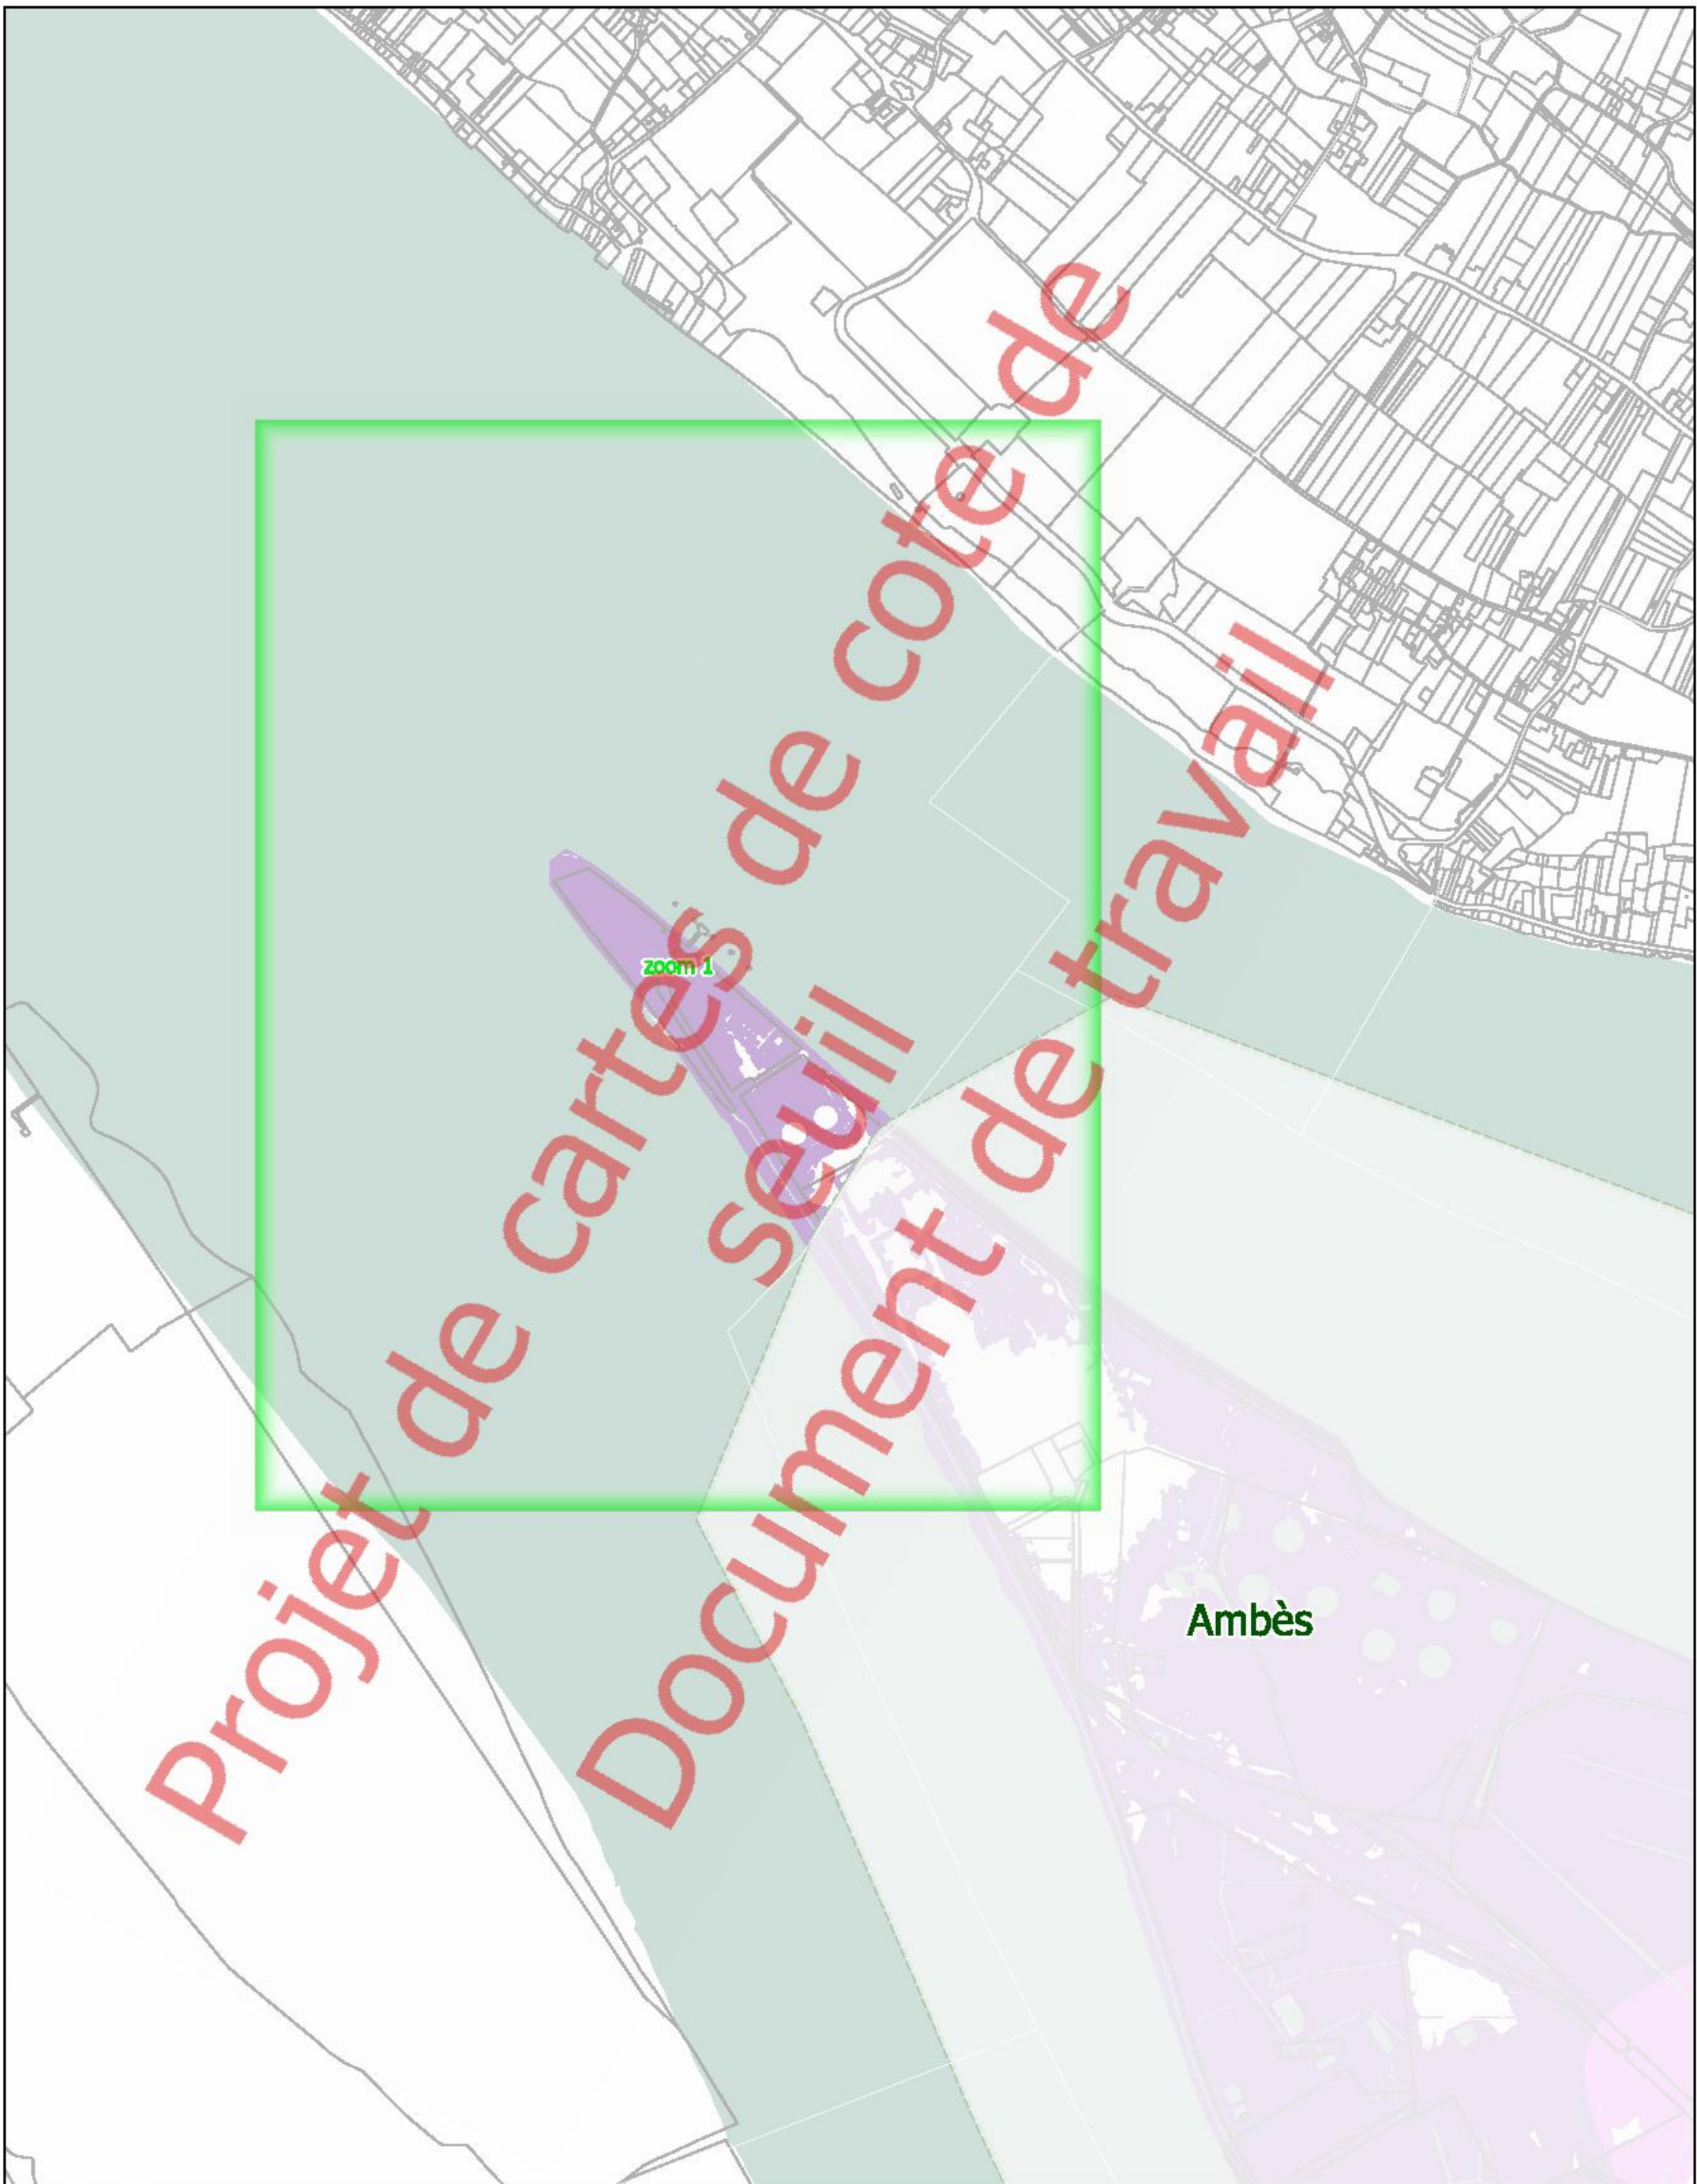 Projet de cartes de cote de
seuil
Document de travail
zoom 1
Ambès